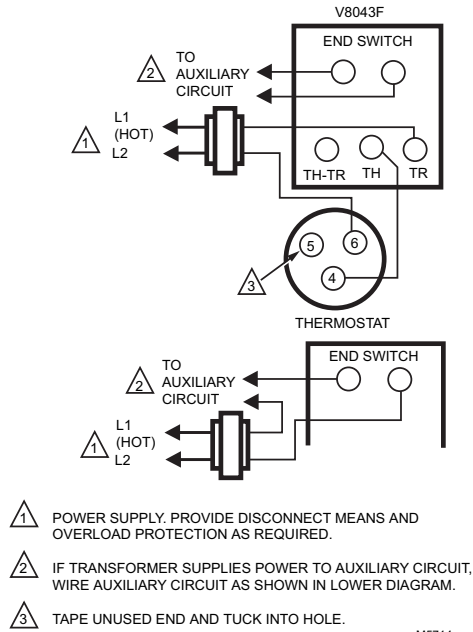 V8043F
END SWITCH
2
TO
AUXILIARY
CIRCUIT
L1
(HOT)
1
L2
TH-TR
TH
TR
5
6
4
3
THERMOSTAT
END SWITCH
2
TO
AUXILIARY
CIRCUIT
L1
(HOT)
1
L2
1 POWER SUPPLY. PROVIDE DISCONNECT MEANS AND
OVERLOAD PROTECTION AS REQUIRED.
2 IF TRANSFORMER SUPPLIES POWER TO AUXILIARY CIRCUIT,
WIRE AUXILIARY CIRCUIT AS SHOWN IN LOWER DIAGRAM.
3 TAPE UNUSED END AND TUCK INTO HOLE.